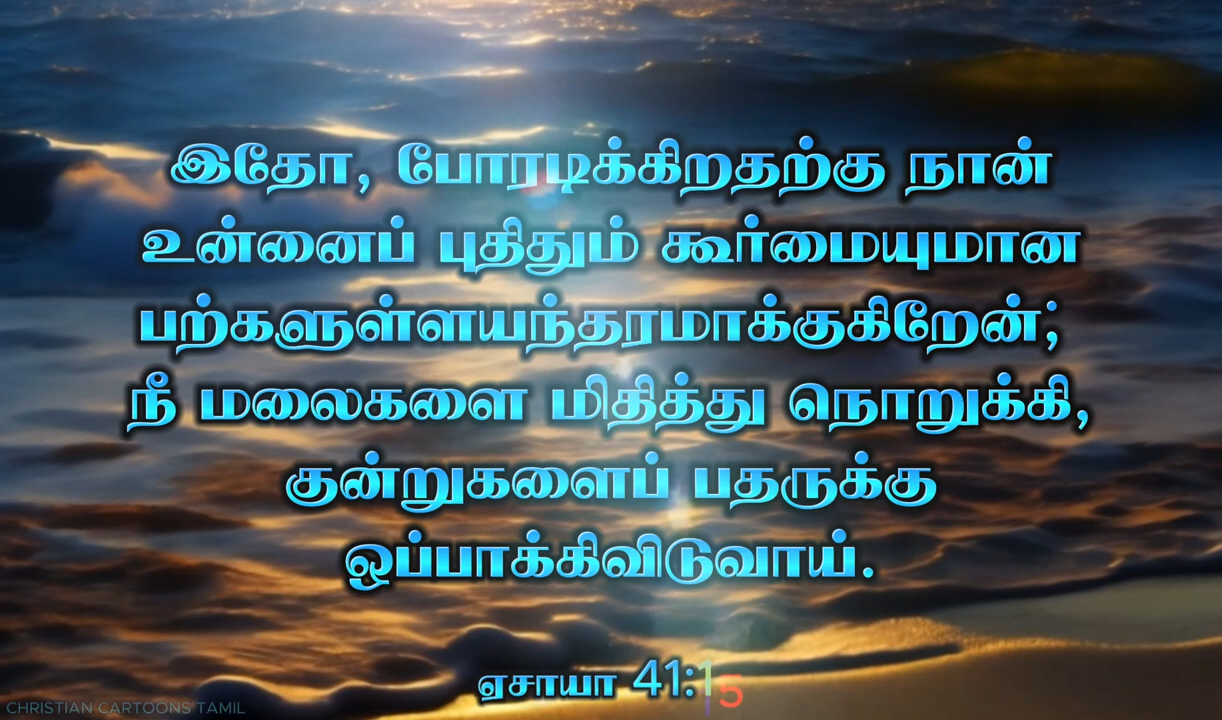 இதோ, போரடிக்கிறதற்கு நான்
உன்னைப் புதிதும் கூர்மையுமான
பற்களுள்ளயந்தரமாக்குகிறேன்;
நீ மலைகளை மிதித்து நொறுக்கி,
குன்றுகளைப் பதருக்கு
ஒப்பாக்கிவிடுவாய்.
ஏசாயா 41:15
CHRISTIAN CARTOONS TAMIL